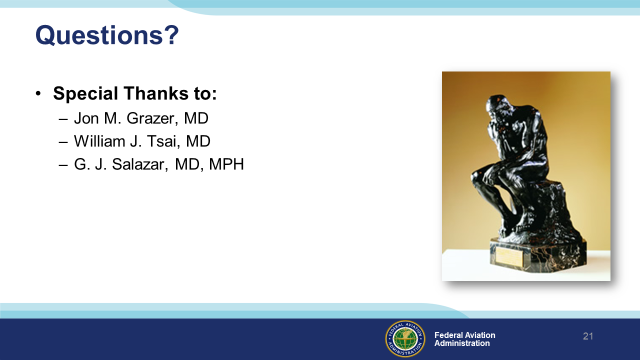 Questions?
• Special Thanks to:
– Jon M. Grazer, MD
– William J. Tsai, MD
– G. J. Salazar, MD, MPH
Federal Aviation
Administration
21